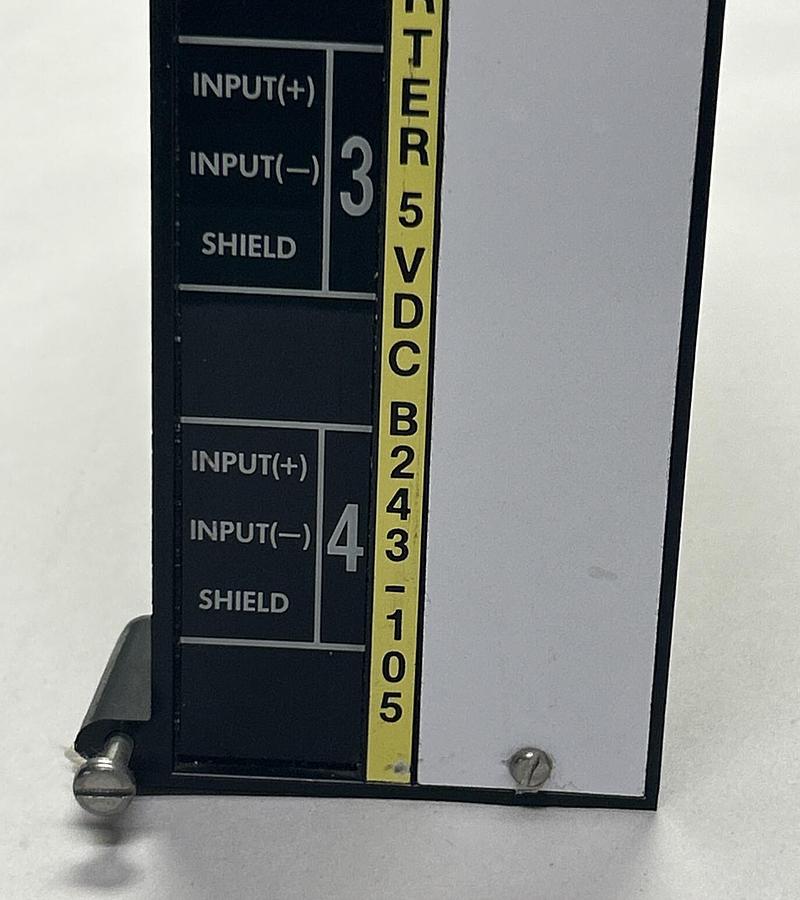 INPUT(+)
INPUT(—)
SHIELD
3
INPUT(+)
INPUT(—)
SHIELD
4
RTER 5 VDC B243-105